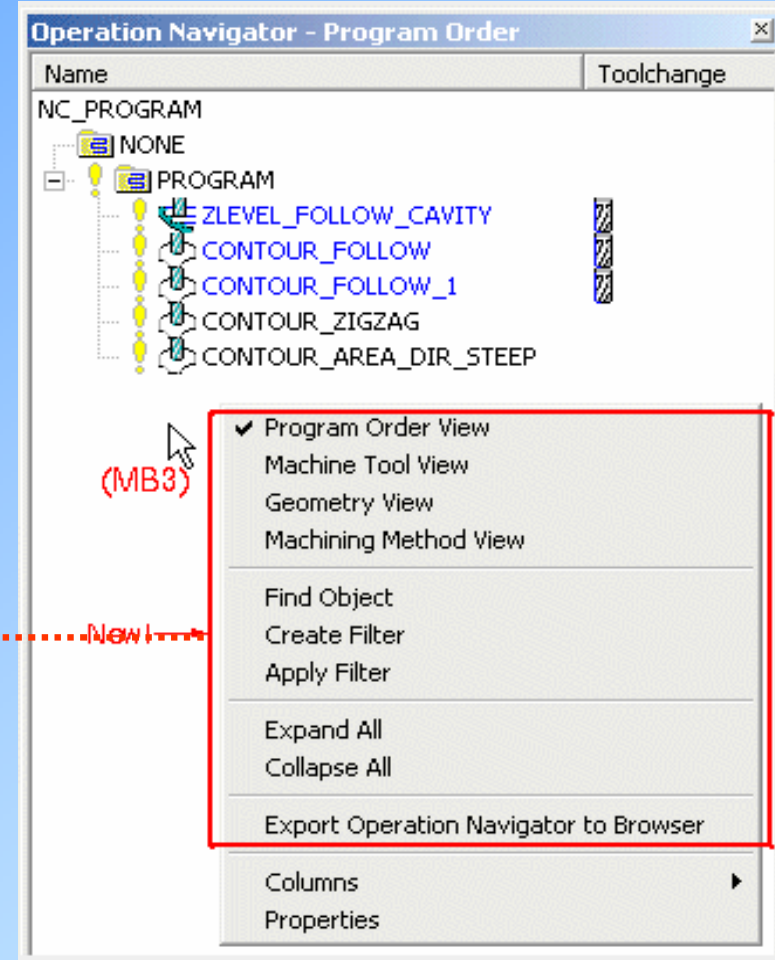 Operation Navigator - Program Order
Name Toolchange
NC_PROGRAM
NONE
PROGRAM
ZLEVEL_FOLLOW_CAVITY
CONTOUR_FOLLOW
CONTOUR_FOLLOW_1
CONTOUR_ZIGZAG
CONTOUR_AREA_DIR_STEEP
(MB3)
Program Order View
Machine Tool View
Geometry View
Machining Method View
Find Object
New!
Create Filter
Apply Filter
Expand All
Collapse All
Export Operation Navigator to Browser
Columns
Properties